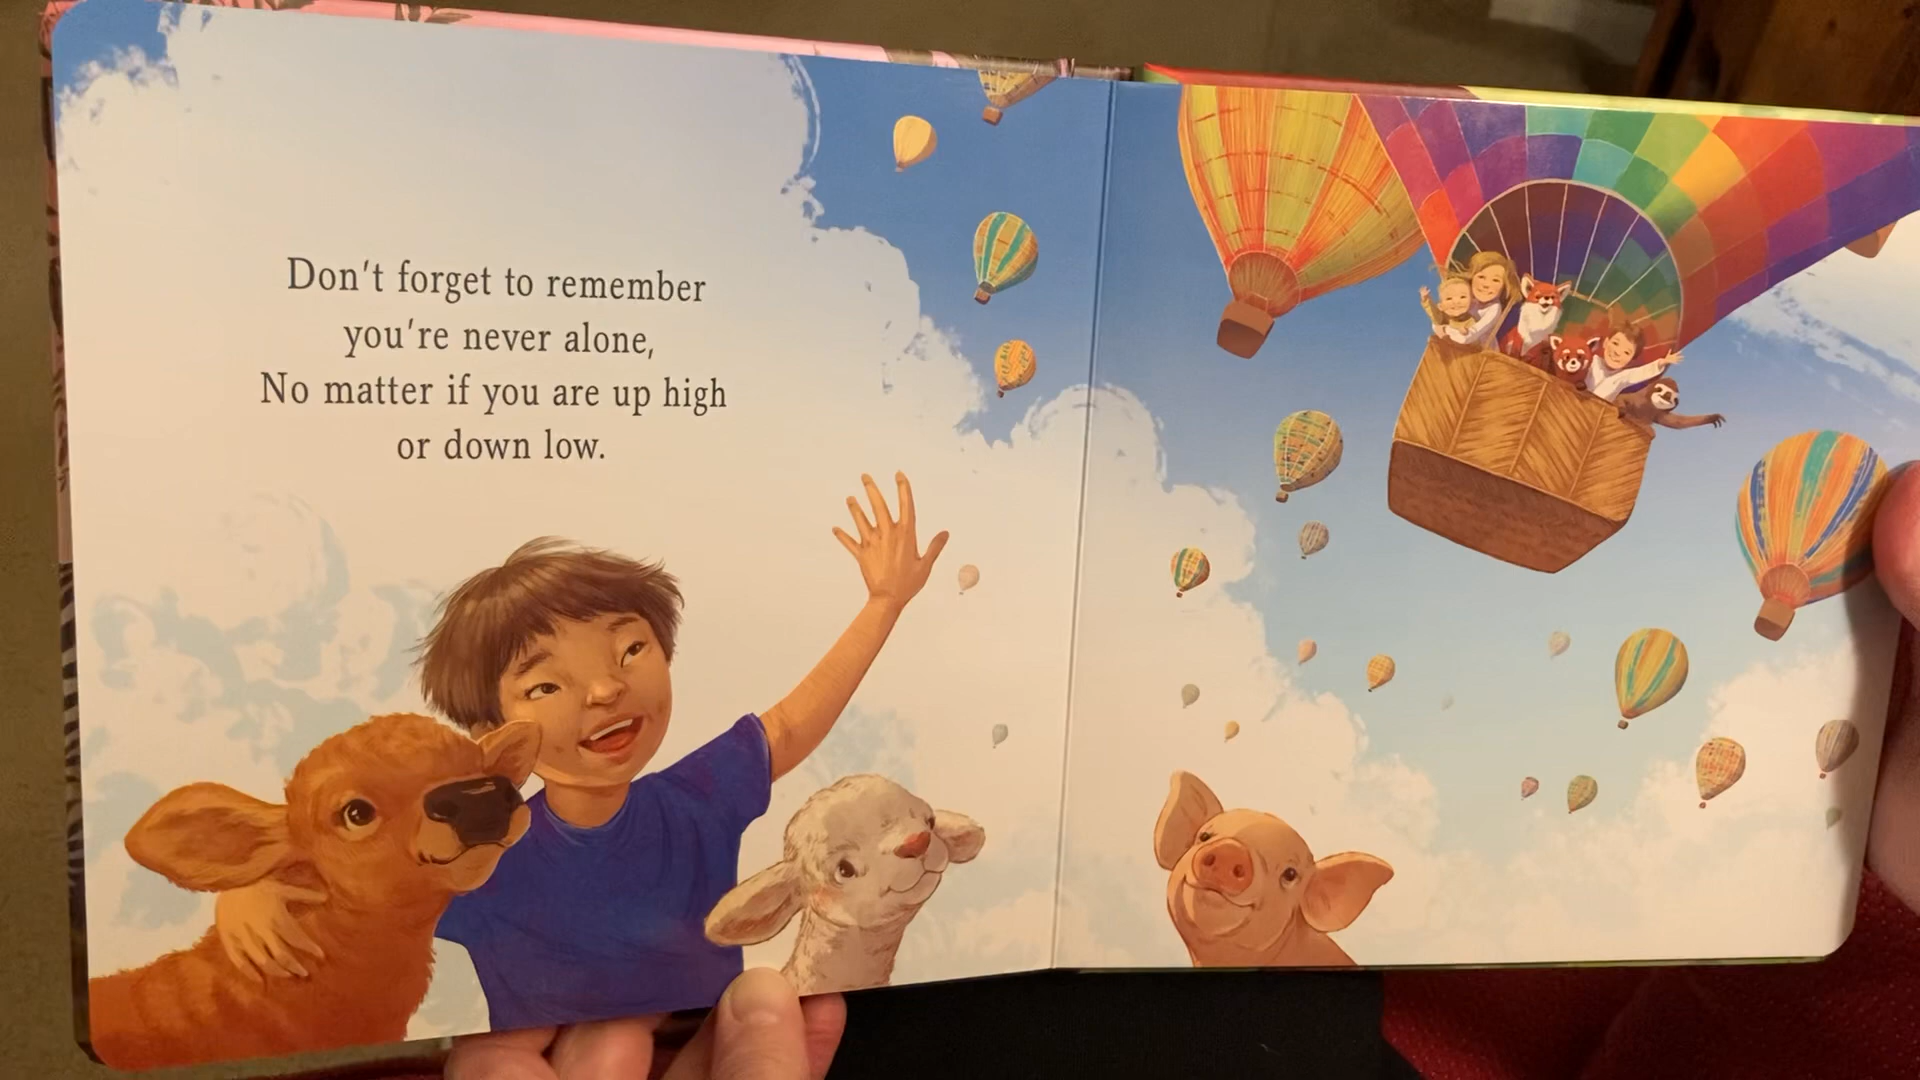 Don't forget to remember
you're never alone,
No matter if you are up high
or down low.